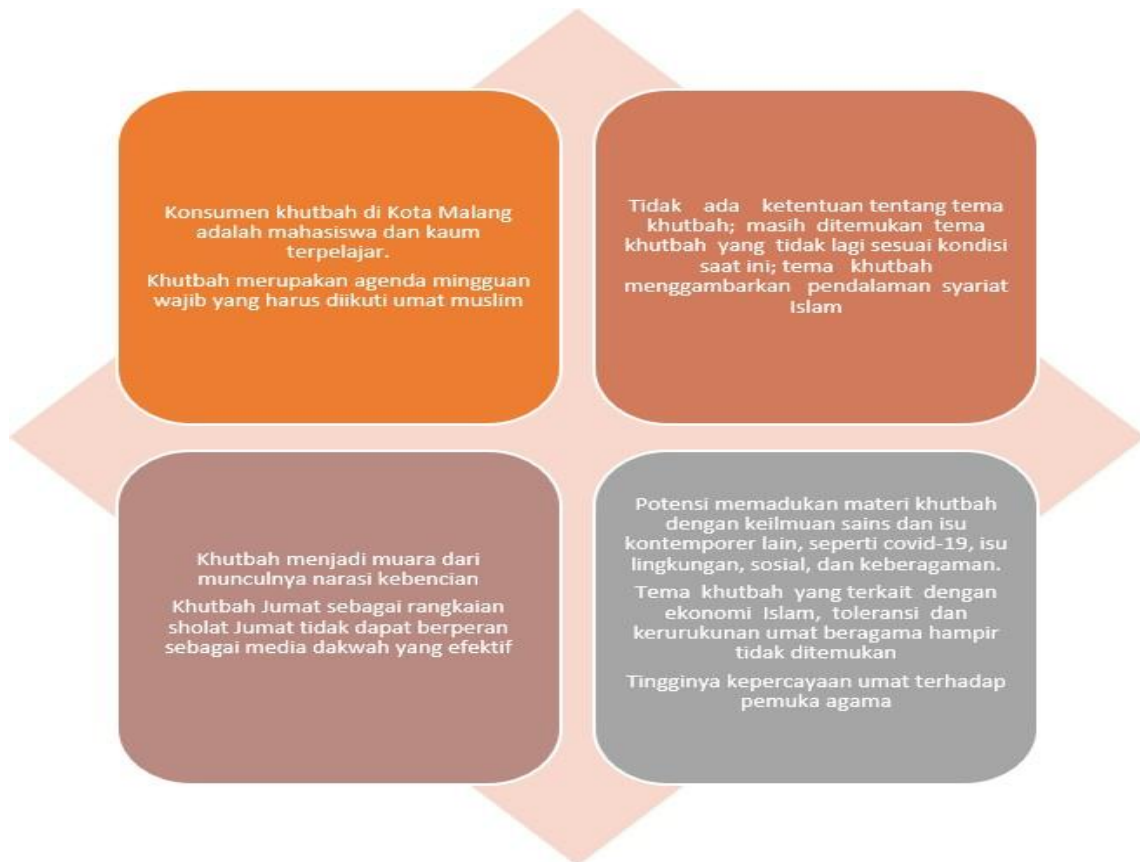 Konsumen khutbah di Kota Malang
adalah mahasiswa dan kaum
terpelajar.
Khutbah merupakan agenda mingguan
wajib yang harus diikuti umat muslim
Tidak ada ketentuan tentang tema
khutbah; masih ditemukan tema
khutbah yang tidak lagi sesuai kondisi
saat ini; tema khutbah
menggambarkan pendalaman syariat
Islam
Khutbah menjadi muara dari
munculnya narasi kebencian
Khutbah Jumat sebagai rangkaian
sholat Jumat tidak dapat berperan
sebagai media dakwah yang efektif
Potensi memadukan materi khutbah
dengan keilmuan sains dan isu
kontemporer lain, seperti covid-19, isu
lingkungan, sosial, dan keberagaman.
Tema khutbah yang terkait dengan
ekonomi Islam, toleransi dan
kerurukunan umat beragama hampir
tidak ditemukan
Tingginya kepercayaan umat terhadap
pemuka agama